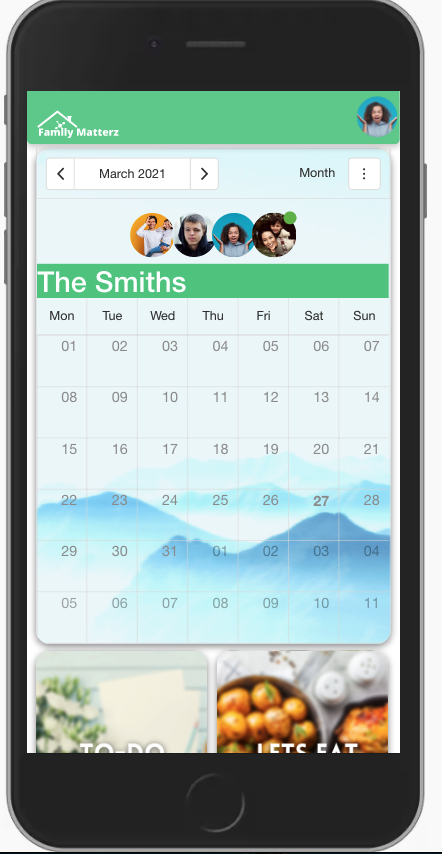 Family Matterz
March 2021
Month
The Smiths
Mon Tue Wed Thu Fri Sat Sun
01 02 03 04 05 06 07
08 09 10 11 12 13 14
15 16 17 18 19 20 21
22 23 24 25 26 27 28
29 30 31 01 02 03 04
05 06 07 08 09 10 11
TO-DO LETS EAT